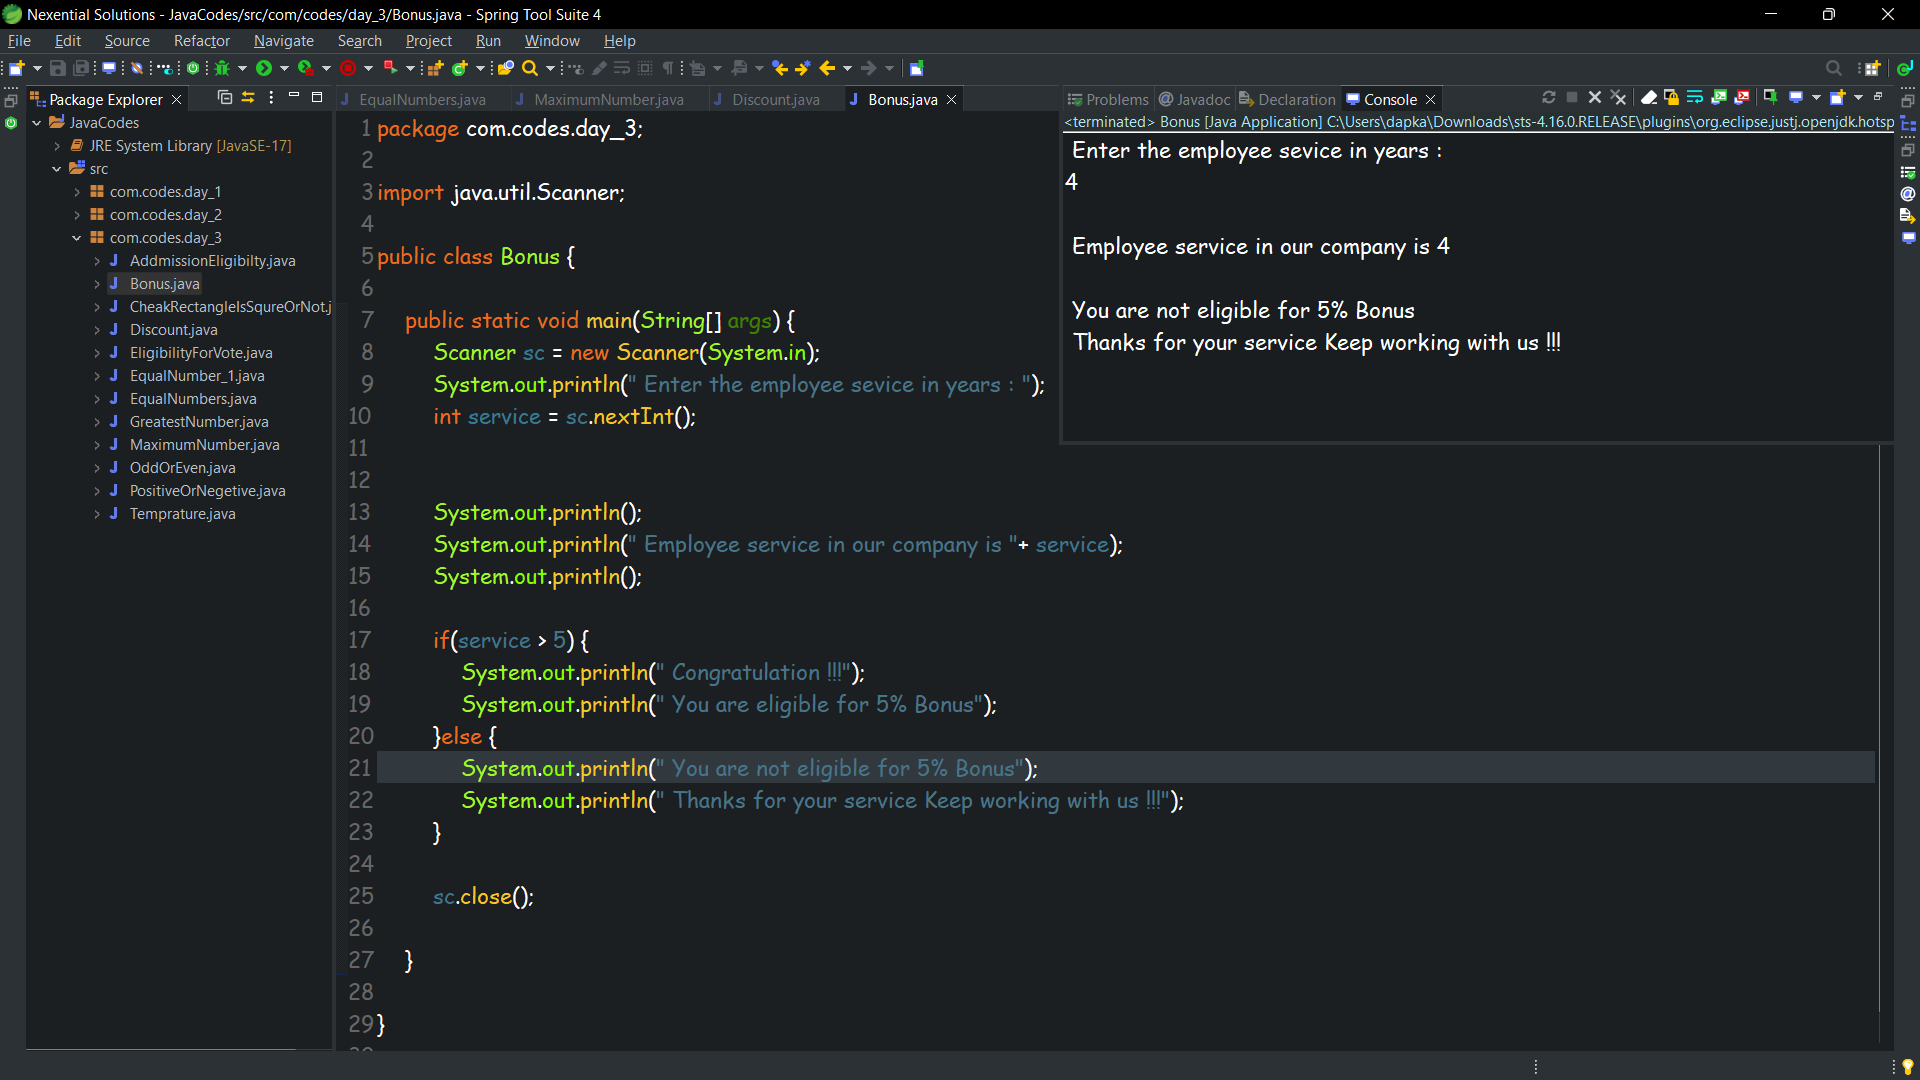 Nexential Solutions - JavaCodes/src/com/codes/day_3/Bonus.java - Spring Tool Suite 4
File Edit Source Refactor Navigate Search Project Run Window Help
Package Explorer
JavaCodes
JRE System Library [JavaSE-17]
src
com.codes.day_1
com.codes.day_2
com.codes.day_3
AddmissionEligibilty.java
Bonus.java
CheakRectangleIsSqureOrNot.j
Discount.java
EligibilityForVote.java
EqualNumber_1.java
EqualNumbers.java
GreatestNumber.java
MaximumNumber.java
OddOrEven.java
PositiveOrNegetive.java
Temprature.java
EqualNumbers.java MaximumNumber.java Discount.java Bonus.java
1 package com.codes.day_3;
2
3 import java.util.Scanner;
4
5 public class Bonus {
6
7 public static void main(String[] args) {
8 Scanner sc = new Scanner(System.in);
9 System.out.println(" Enter the employee sevice in years : ");
10 int service = sc.nextInt();
11
12
13 System.out.println();
14 System.out.println(" Employee service in our company is "+ service);
15 System.out.println();
16
17 if(service > 5) {
18 System.out.println(" Congratulation !!!");
19 System.out.println(" You are eligible for 5% Bonus");
20 }else {
21 System.out.println(" You are not eligible for 5% Bonus");
22 System.out.println(" Thanks for your service Keep working with us !!!");
23 }
24
25 sc.close();
26
27 }
28
29 }
Problems Javadoc Declaration Console
<terminated> Bonus [Java Application] C:\Users\dapka\Downloads\sts-4.16.0.RELEASE\plugins\org.eclipse.justj.openjdk.hotsp
Enter the employee sevice in years :
4
Employee service in our company is 4
You are not eligible for 5% Bonus
Thanks for your service Keep working with us !!!